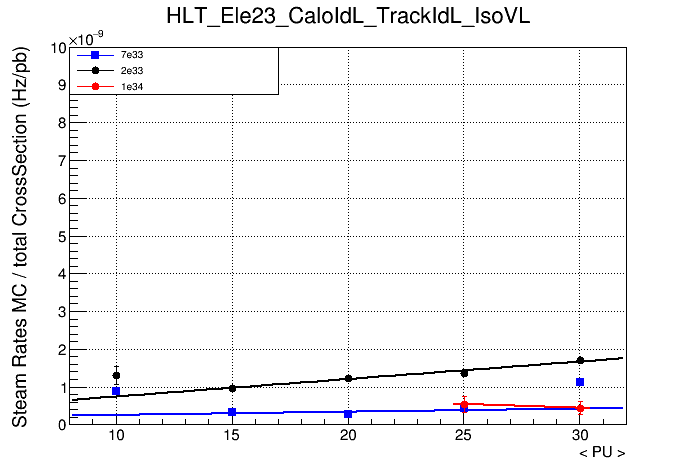 HLT_Ele23_CaloIdL_TrackIdL_IsoVL
×10⁻⁹
Steam Rates MC / total CrossSection (Hz/pb)
10
9
8
7
6
5
4
3
2
1
0
7e33
2e33
1e34
10 15 20 25 30
< PU >